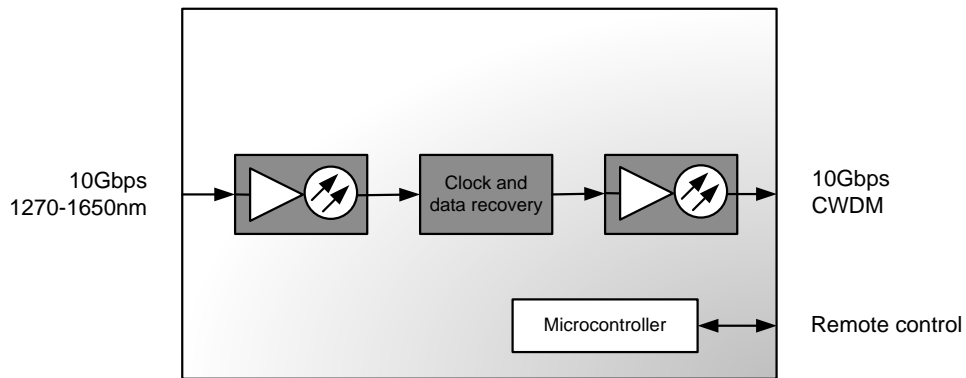 10Gbps
1270-1650nm
Clock and
data recovery
10Gbps
CWDM
Microcontroller
Remote control